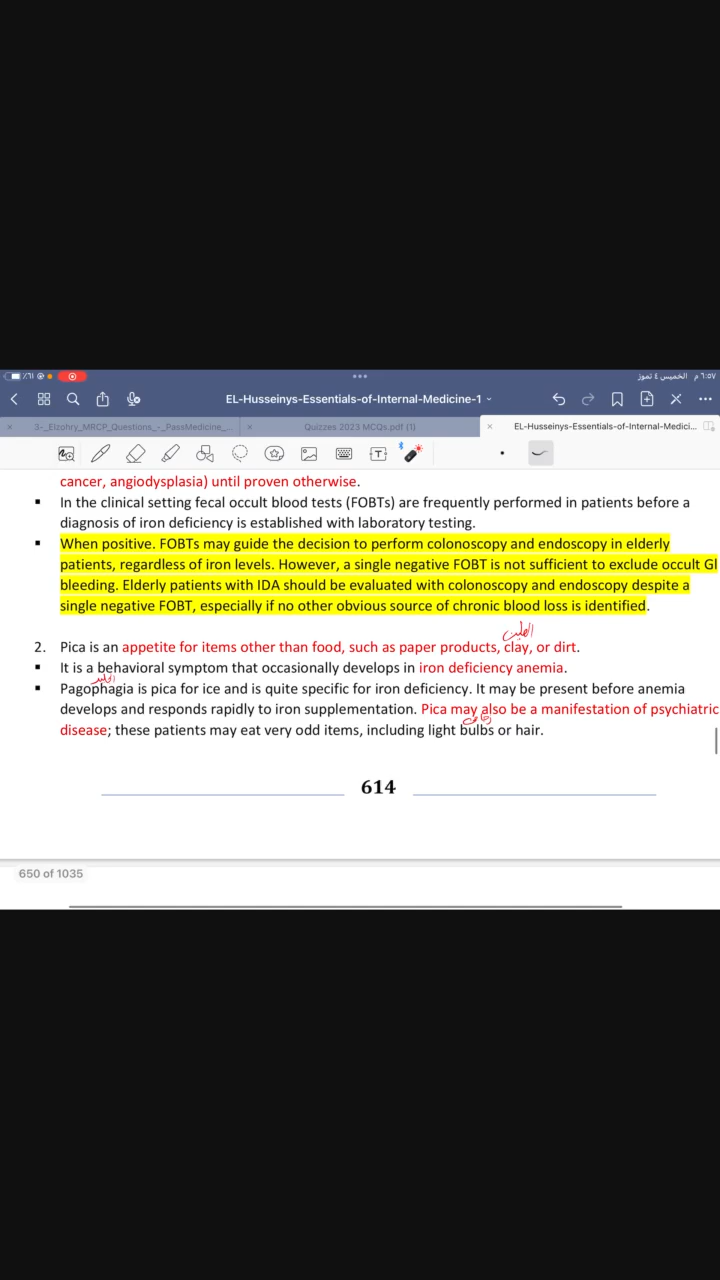 ٪٦١
٦:٥٧ م الخميس ٤ تموز
EL-Husseinys-Essentials-of-Internal-Medicine-1
3-_Elzohry_MRCP_Questions_-_PassMedicine_...
Quizzes 2023 MCQs.pdf (1)
EL-Husseinys-Essentials-of-Internal-Medici...
cancer, angiodysplasia) until proven otherwise.
▪ In the clinical setting fecal occult blood tests (FOBTs) are frequently performed in patients before a
diagnosis of iron deficiency is established with laboratory testing.
▪ When positive. FOBTs may guide the decision to perform colonoscopy and endoscopy in elderly
patients, regardless of iron levels. However, a single negative FOBT is not sufficient to exclude occult GI
bleeding. Elderly patients with IDA should be evaluated with colonoscopy and endoscopy despite a
single negative FOBT, especially if no other obvious source of chronic blood loss is identified.
الطين
2. Pica is an appetite for items other than food, such as paper products, clay, or dirt.
▪ It is a behavioral symptom that occasionally develops in iron deficiency anemia.
▪ Pagophagia is pica for ice and is quite specific for iron deficiency. It may be present before anemia
develops and responds rapidly to iron supplementation. Pica may also be a manifestation of psychiatric
disease; these patients may eat very odd items, including light bulbs or hair.
614
650 of 1035